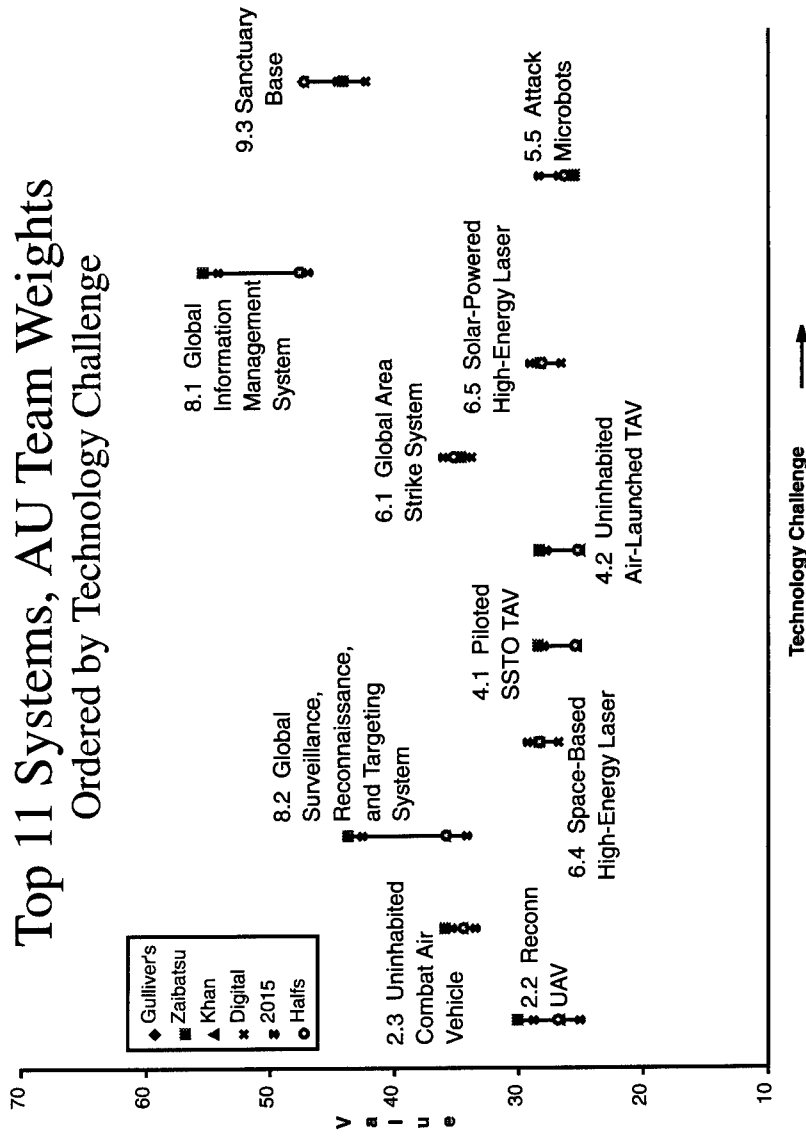 Top 11 Systems, AU Team Weights
Ordered by Technology Challenge
70
60
50
40
30
20
10
V
a
l
u
e
Gulliver's
Zaibatsu
Khan
Digital
2015
Halfs
2.2 Reconn
UAV
2.3 Uninhabited
Combat Air
Vehicle
8.2 Global
Surveillance,
Reconnaissance,
and Targeting
System
6.4 Space-Based
High-Energy Laser
4.1 Piloted
SSTO TAV
4.2 Uninhabited
Air-Launched TAV
6.1 Global Area
Strike System
6.5 Solar-Powered
High-Energy Laser
8.1 Global
Information
Management
System
5.5 Attack
Microbots
9.3 Sanctuary
Base
Technology Challenge